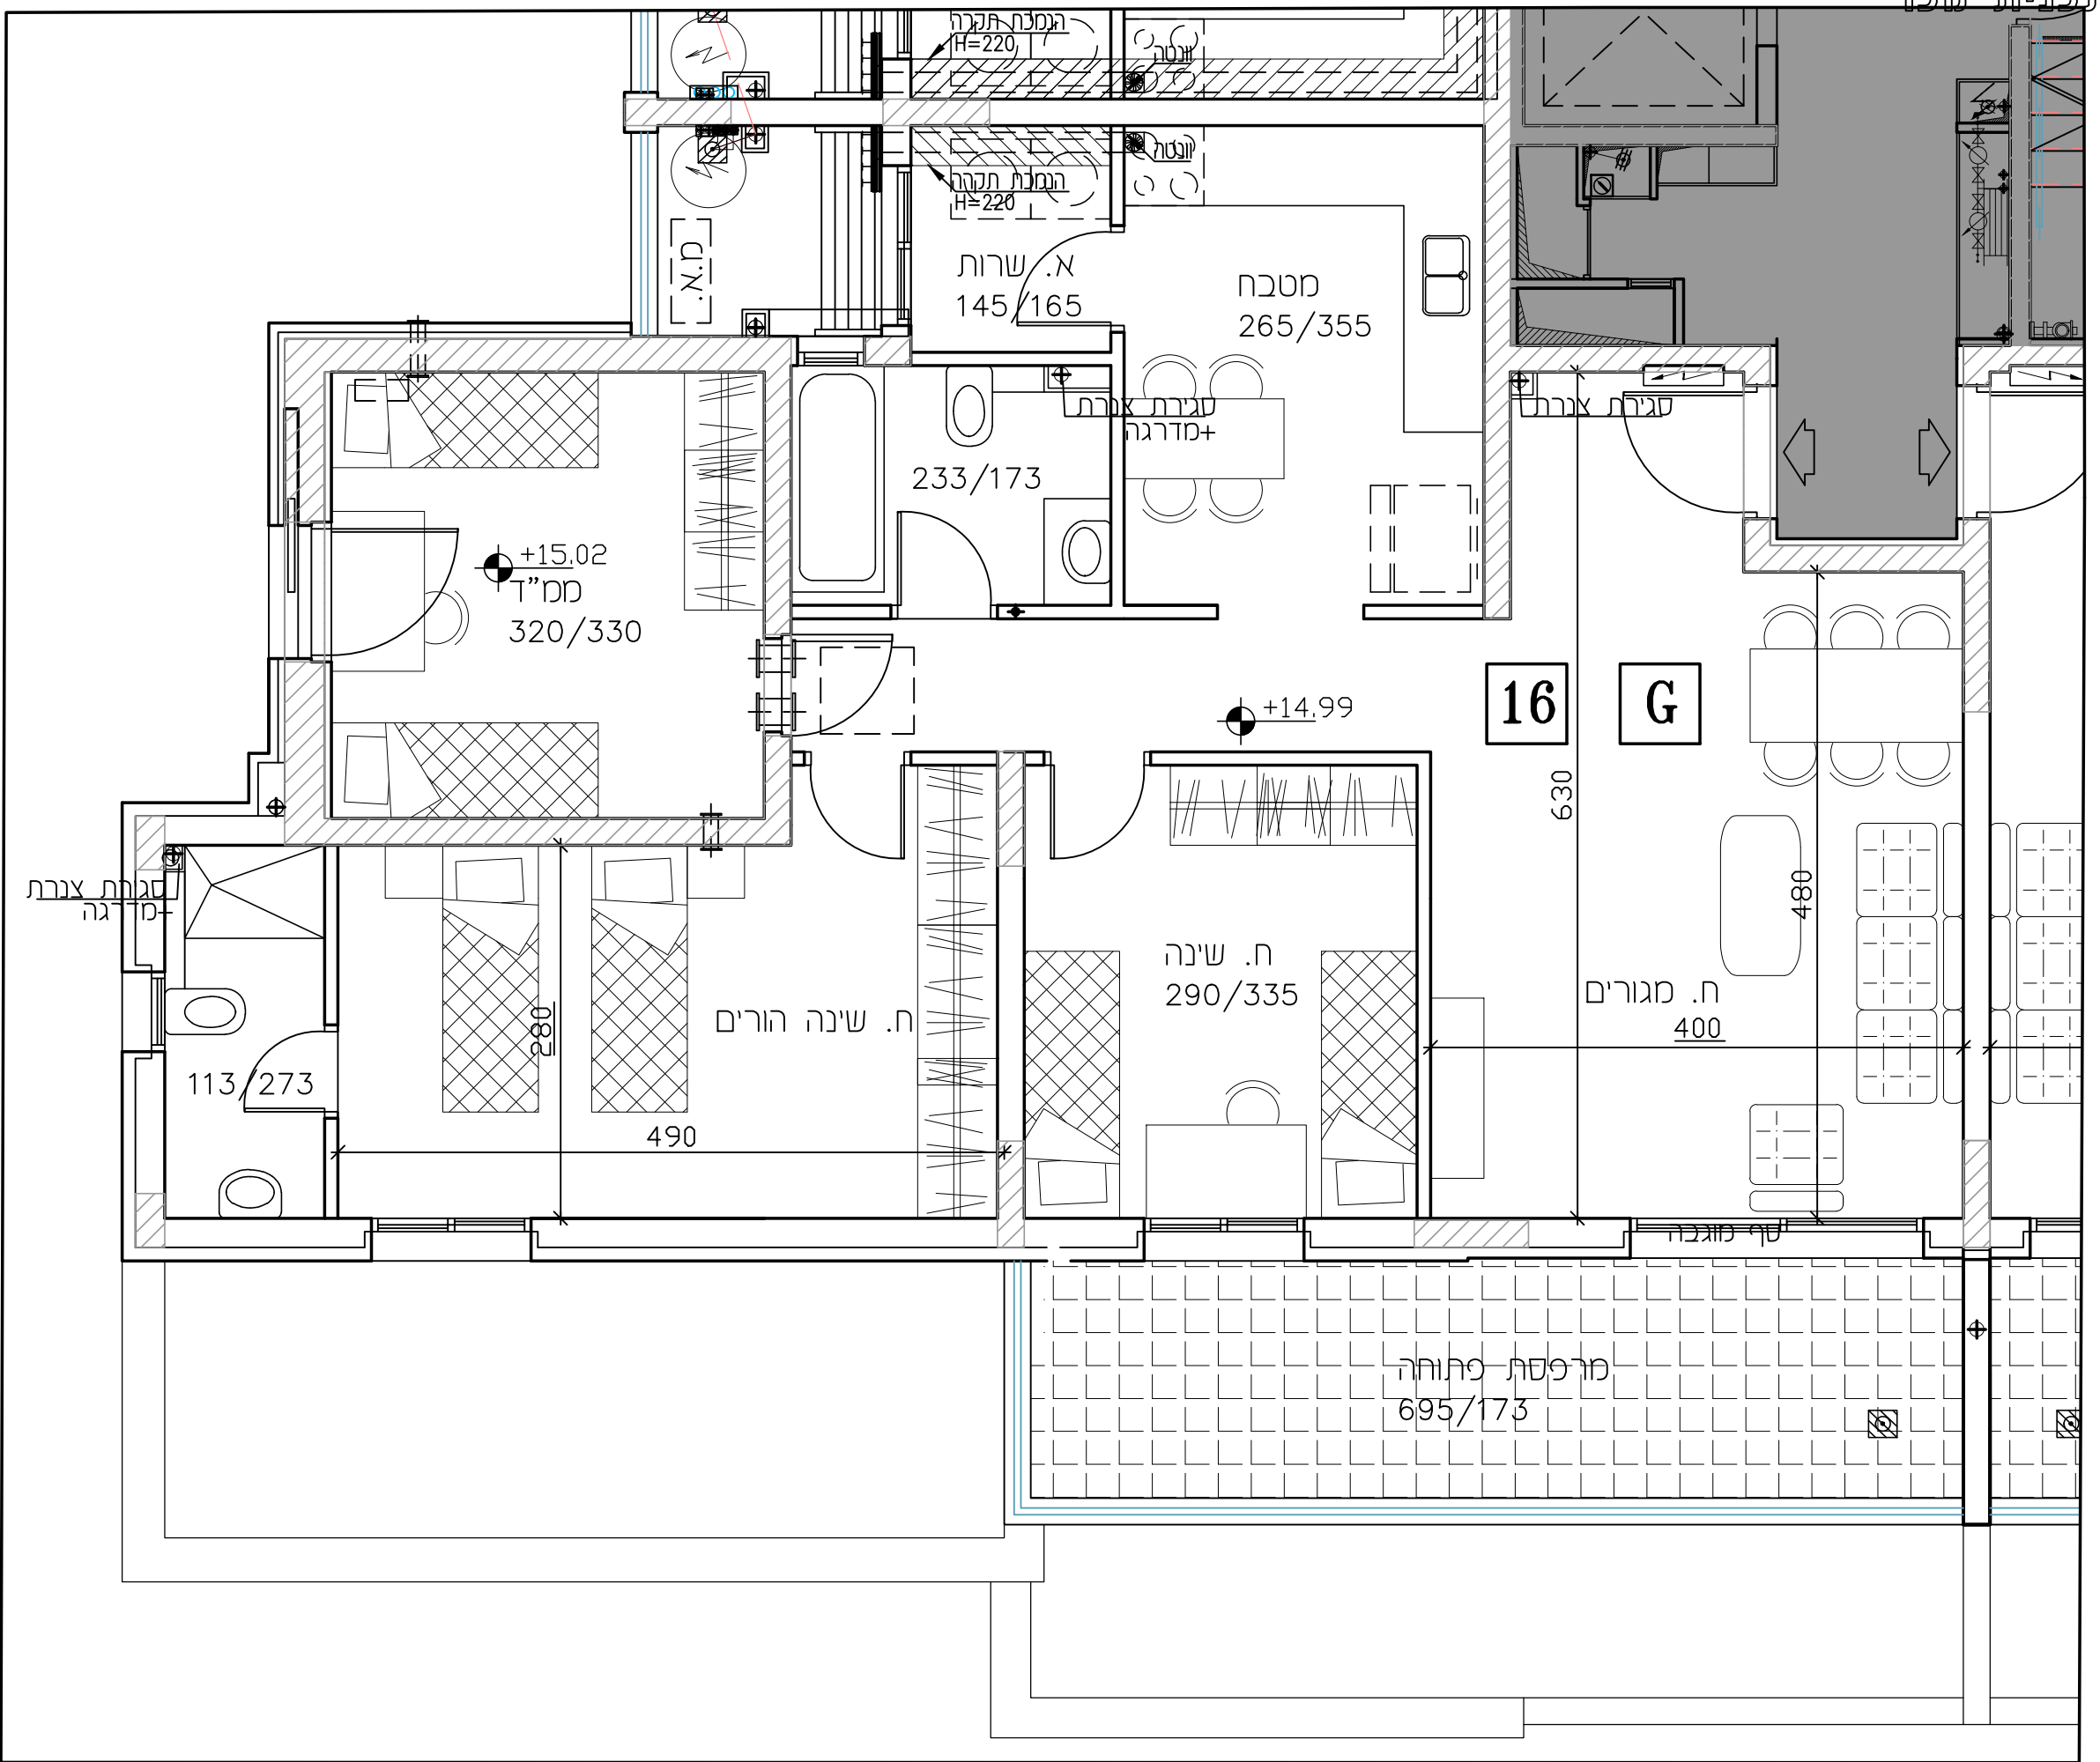 הנמכת תקרה
H=220
וונטה
וונטה
הנמכת תקרה
H=220
מ.א.
א. שרות
145/165
מטבח
265/355
סגירת צנרת
+מדרגה
סגירת צנרת
233/173
+15.02
ממ"ד
320/330
+14.99
16
G
630
480
סגירת צנרת
+מדרגה
ח. שינה
290/335
ח. מגורים
400
280
ח. שינה הורים
113/273
490
סף מוגבה
מרפסת פתוחה
695/173